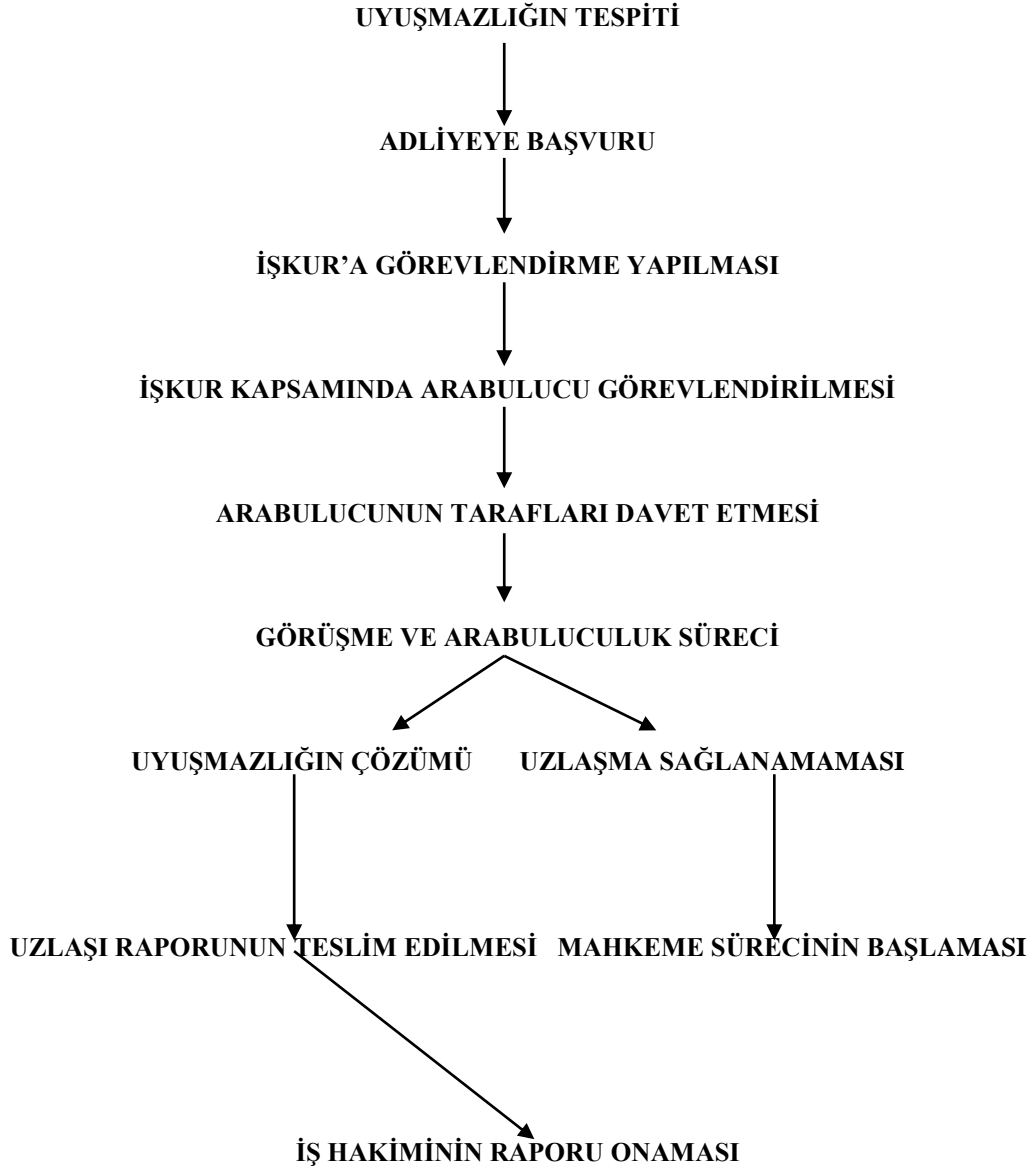 UYUŞMAZLIĞIN TESPİTİ
ADLİYEYE BAŞVURU
İŞKUR’A GÖREVLENDİRME YAPILMASI
İŞKUR KAPSAMINDA ARABULUCU GÖREVLENDİRİLMESİ
ARABULUCUNUN TARAFLARI DAVET ETMESİ
GÖRÜŞME VE ARABULUCULUK SÜRECİ
UYUŞMAZLIĞIN ÇÖZÜMÜ UZLAŞMA SAĞLANAMAMASI
UZLAŞI RAPORUNUN TESLİM EDİLMESİ MAHKEME SÜRECİNİN BAŞLAMASI
İŞ HAKİMİNİN RAPORU ONAMASI